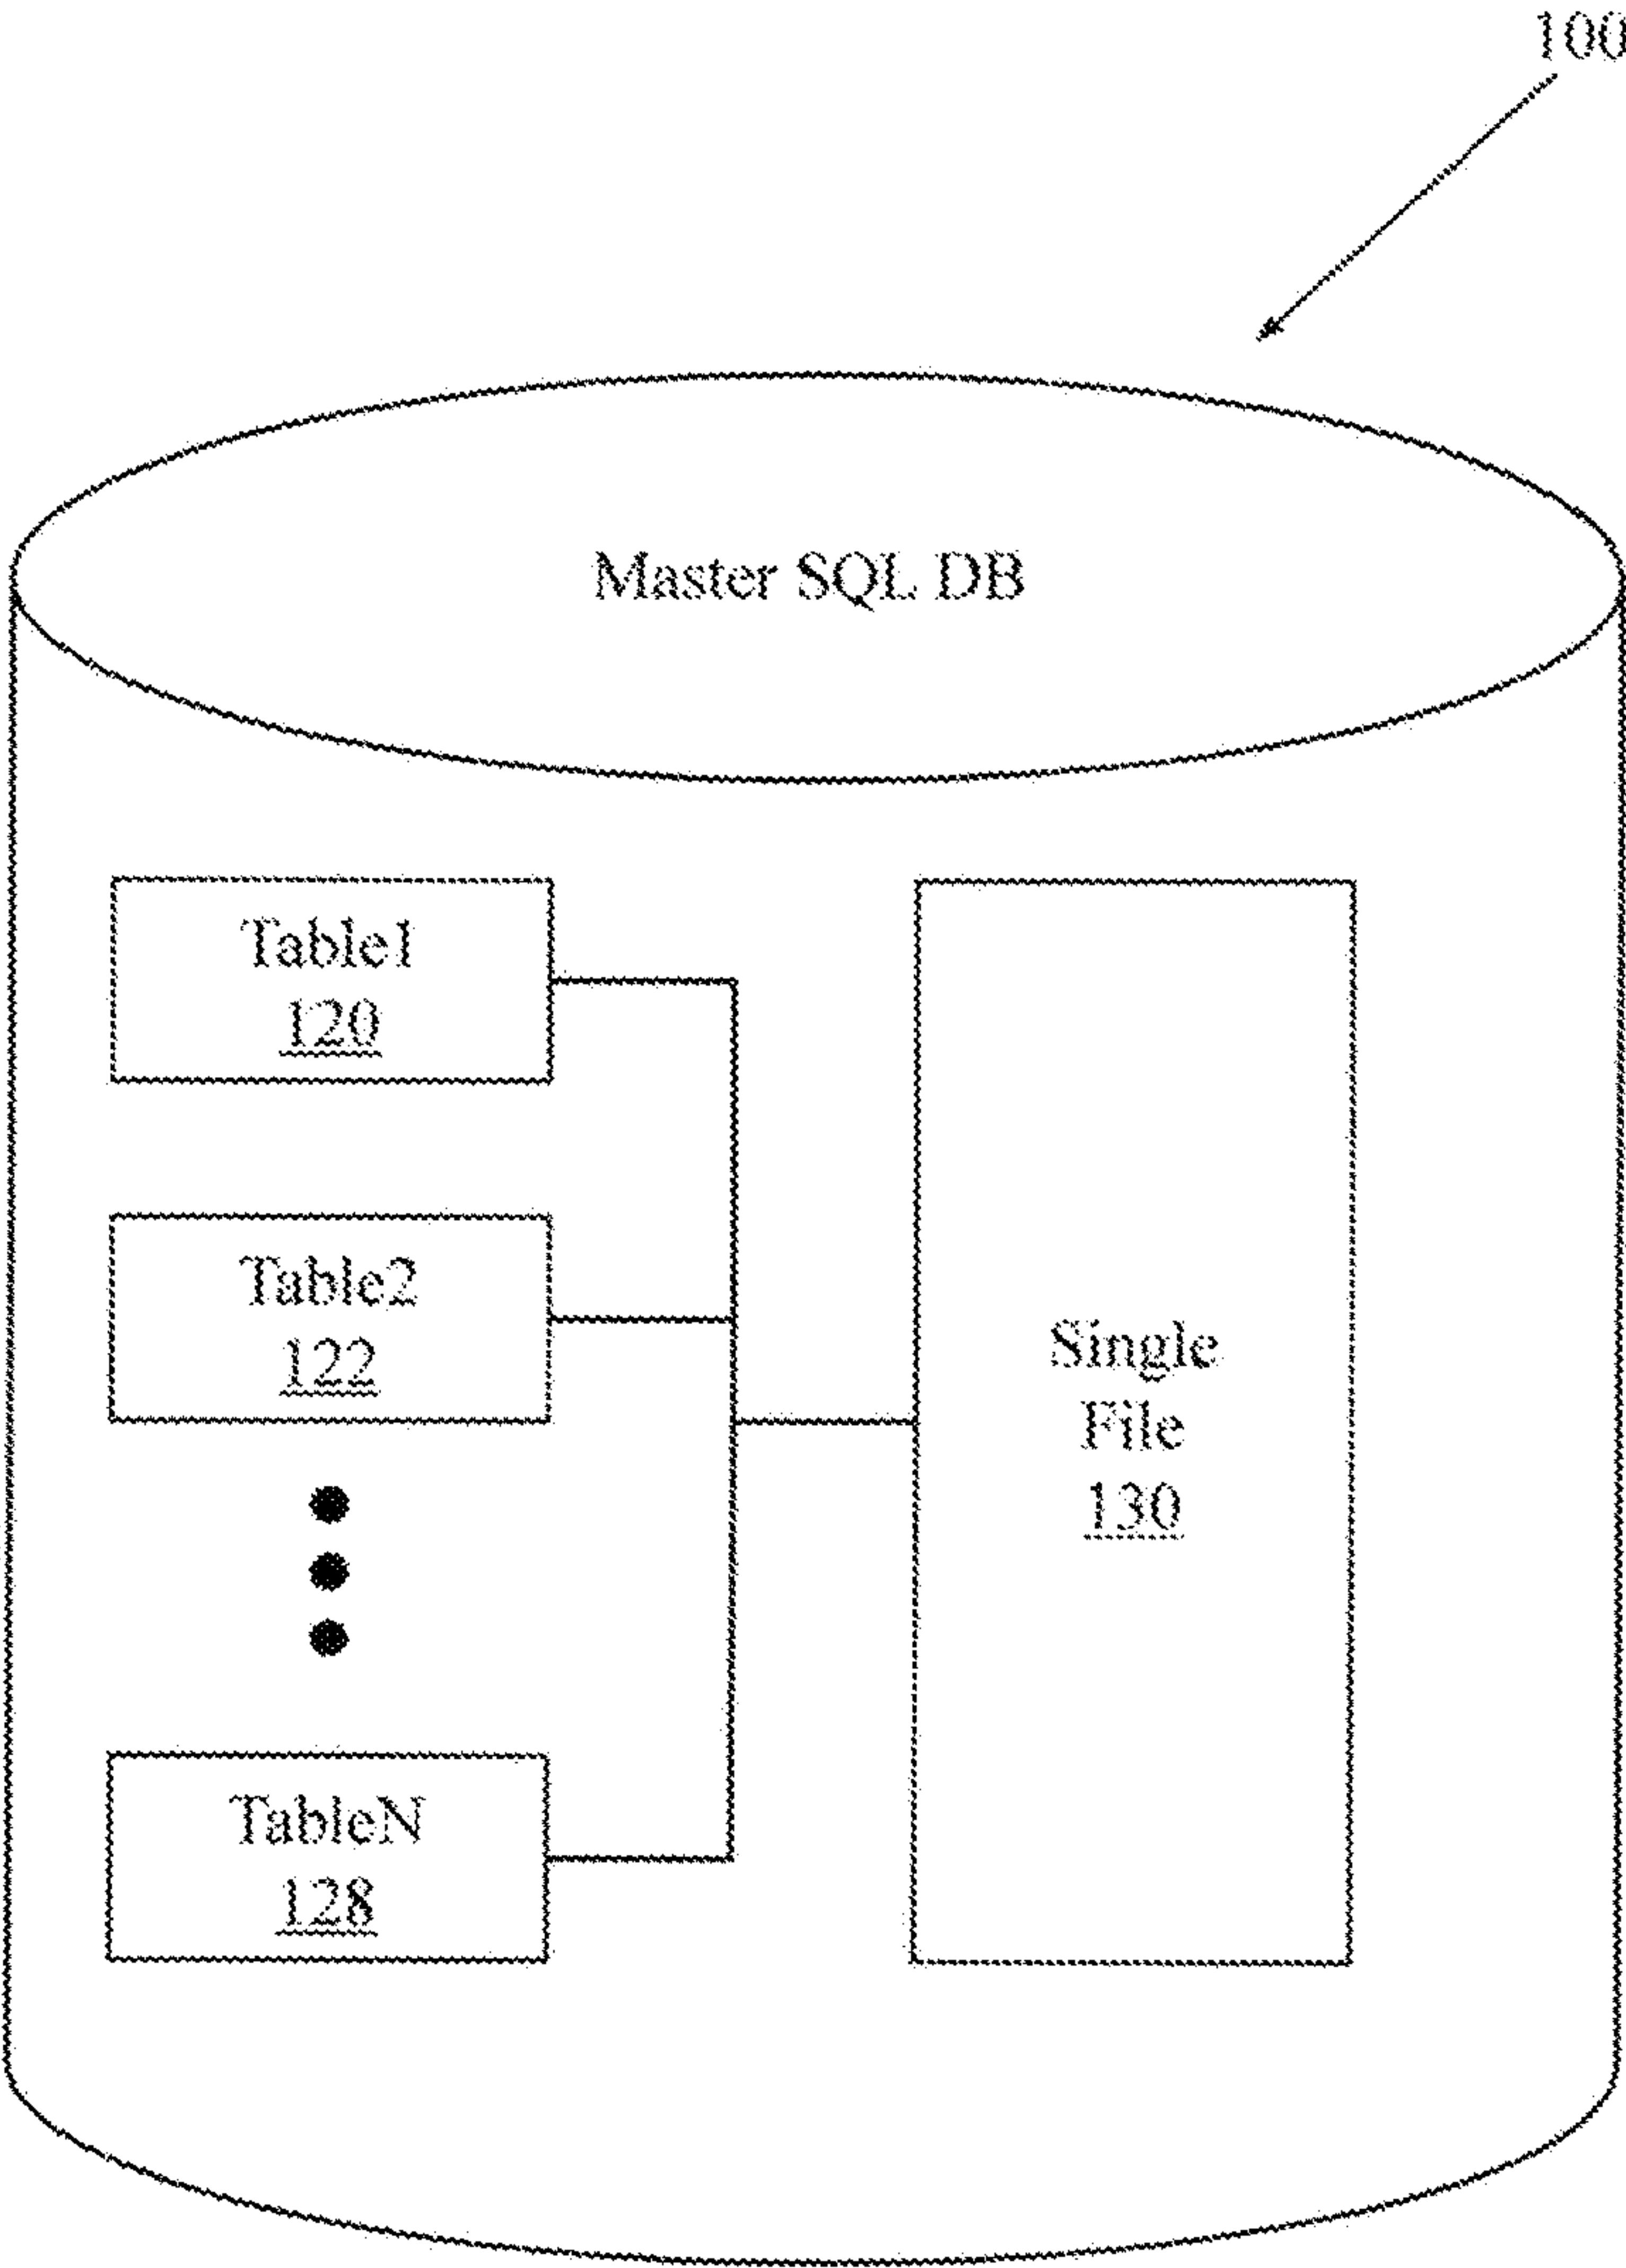 100
Master SQL DB
Table1
120
Table2
122
Single
File
130
TableN
128